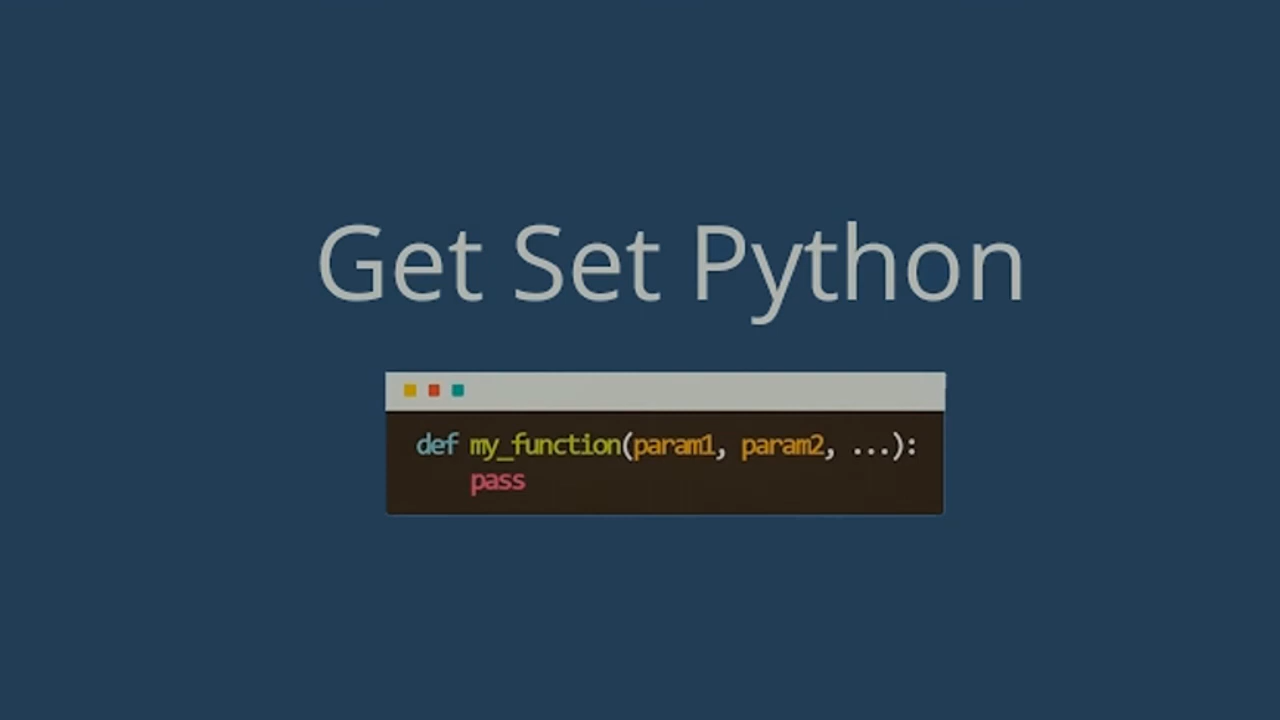 Get Set Python
def my_function(param1, param2, ...):
    pass